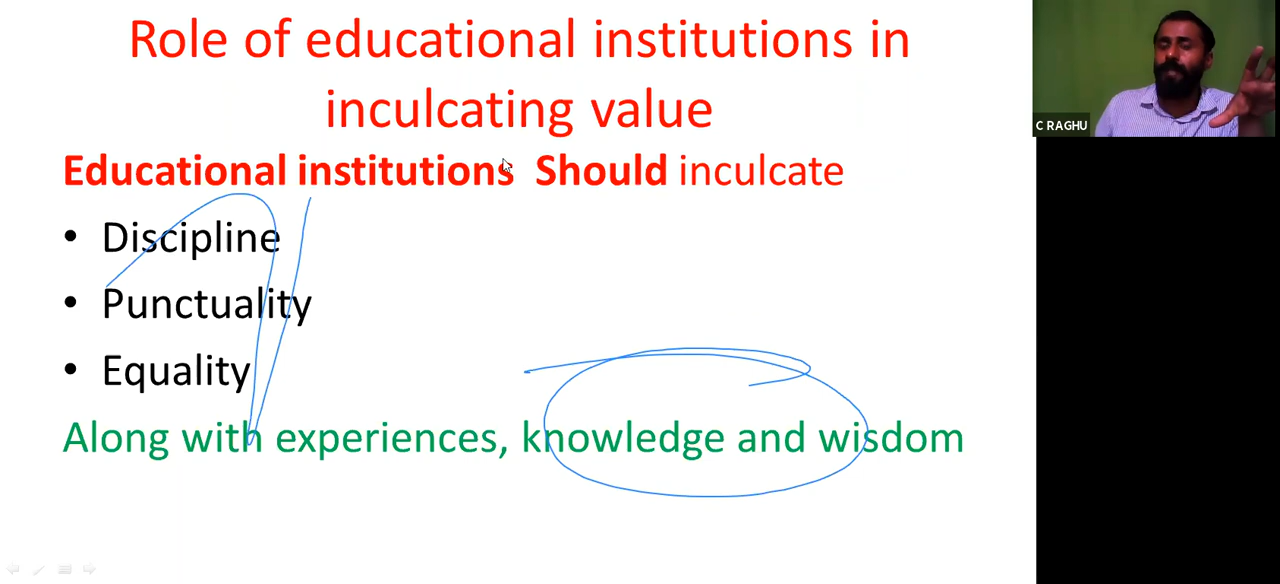 Role of educational institutions in
inculcating value
Educational institutions Should inculcate
• Discipline
• Punctuality
• Equality
Along with experiences, knowledge and wisdom
C RAGHU